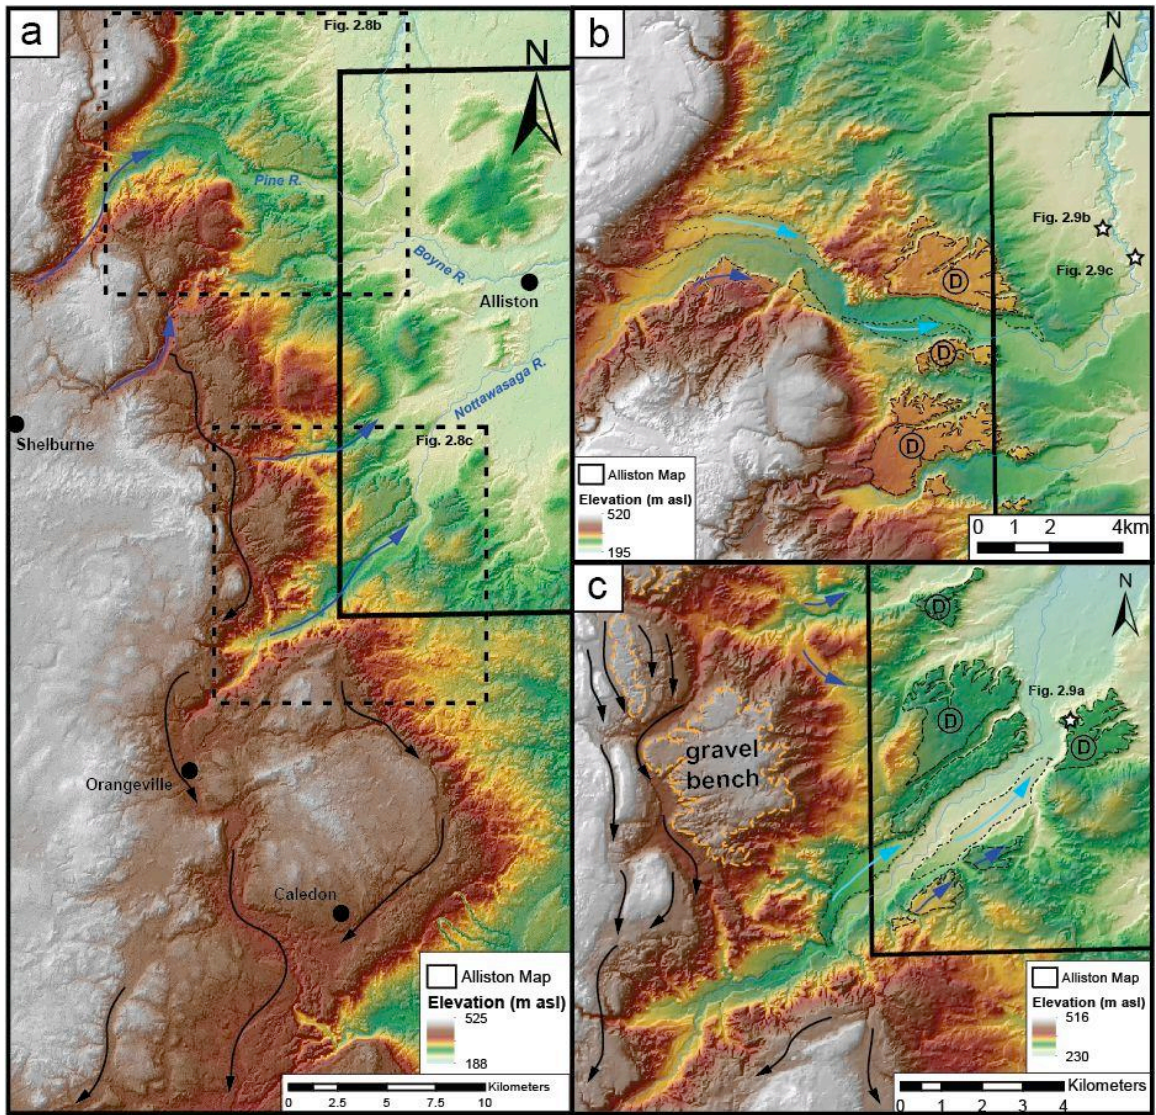 a
Fig. 2.8b
N
Pine R.
Boyne R.
Alliston
Nottawasaga R.
Shelburne
Fig. 2.8c
Orangeville
Caledon
Alliston Map
Elevation (m asl)
525
188
Kilometers
0 2.5 5 7.5 10
b
N
Fig. 2.9b
Fig. 2.9c
D
D
D
Alliston Map
Elevation (m asl)
520
195
0 1 2 4km
c
N
D
Fig. 2.9a
D
D
gravel
bench
Alliston Map
Elevation (m asl)
516
230
Kilometers
0 1 2 4